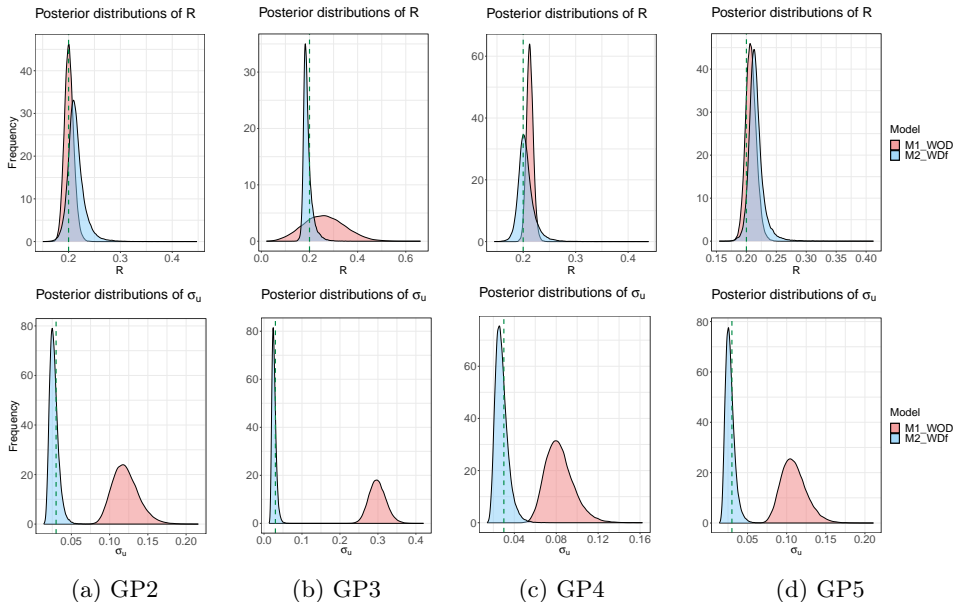 Posterior distributions of R
Posterior distributions of R
Posterior distributions of R
Posterior distributions of R
Frequency
40
30
20
10
0
0.2
0.3
0.4
R
30
20
10
0
0.0
0.2
0.4
0.6
R
60
40
20
0
0.2
0.3
0.4
R
40
30
20
10
0
0.15
0.20
0.25
0.30
0.35
0.40
R
Model
M1_WOD
M2_WDf
Posterior distributions of σu
Posterior distributions of σu
Posterior distributions of σu
Posterior distributions of σu
Frequency
80
60
40
20
0
0.05
0.10
0.15
0.20
σu
80
60
40
20
0
0.0
0.1
0.2
0.3
0.4
σu
60
40
20
0
0.04
0.08
0.12
0.16
σu
80
60
40
20
0
0.05
0.10
0.15
0.20
σu
Model
M1_WOD
M2_WDf
(a) GP2
(b) GP3
(c) GP4
(d) GP5